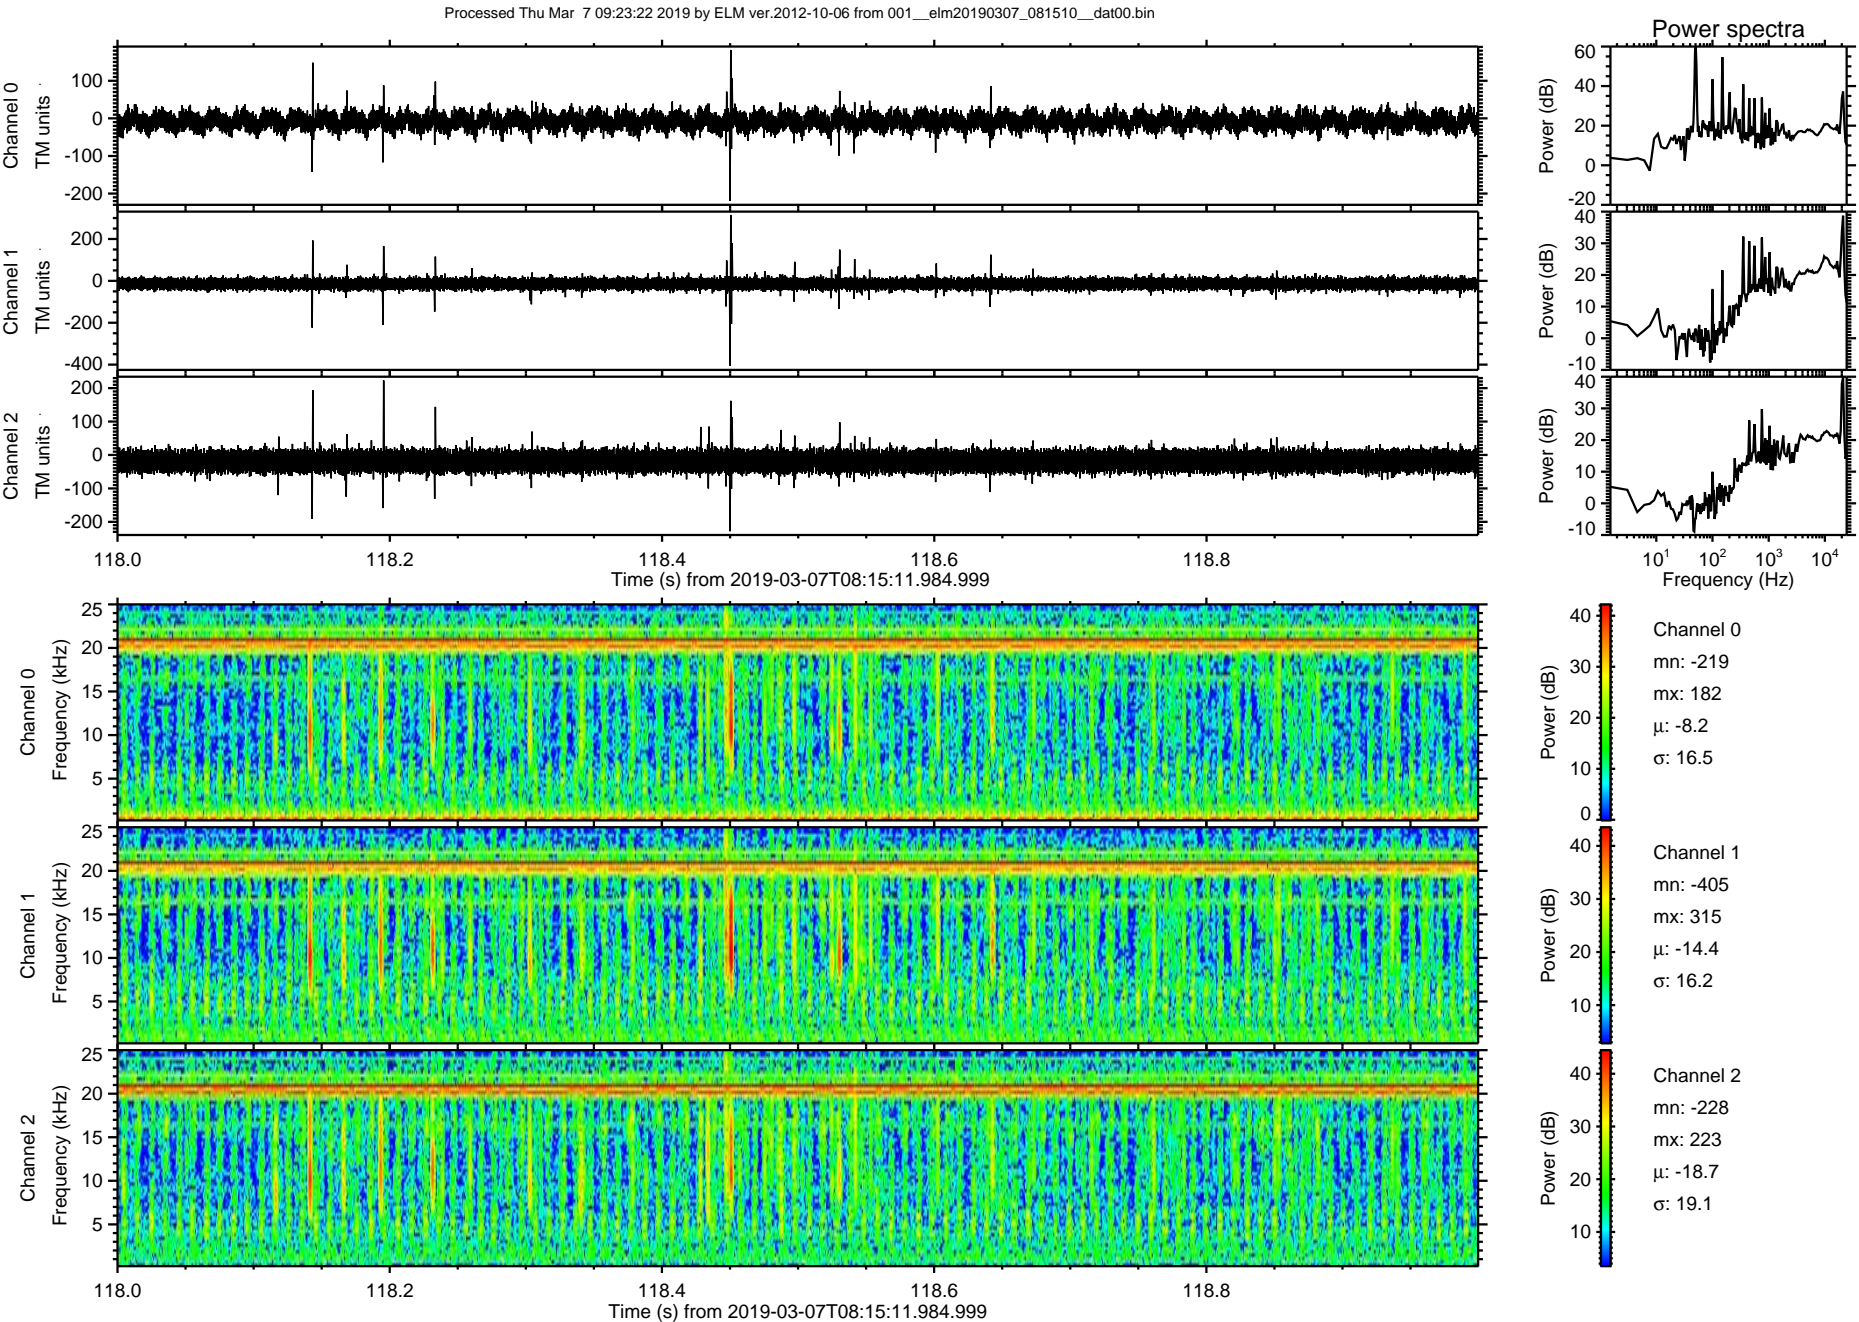 Processed Thu Mar  7 09:23:22 2019 by ELM ver.2012-10-06 from 001__elm20190307_081510__dat00.bin
Power spectra
Channel 0
TM units
100
0
-100
-200
Power (dB)
60
40
20
0
-20
Channel 1
TM units
200
0
-200
-400
Power (dB)
40
30
20
10
0
-10
Channel 2
TM units
200
100
0
-100
-200
Power (dB)
40
30
20
10
0
-10
118.0 118.2 118.4 118.6 118.8
Time (s) from 2019-03-07T08:15:11.984.999
10¹ 10² 10³ 10⁴
Frequency (Hz)
Channel 0
Frequency (kHz)
25
20
15
10
5
Power (dB)
40
30
20
10
0
Channel 0
mn: -219
mx: 182
μ: -8.2
σ: 16.5
Channel 1
Frequency (kHz)
25
20
15
10
5
Power (dB)
40
30
20
10
Channel 1
mn: -405
mx: 315
μ: -14.4
σ: 16.2
Channel 2
Frequency (kHz)
25
20
15
10
5
Power (dB)
40
30
20
10
Channel 2
mn: -228
mx: 223
μ: -18.7
σ: 19.1
118.0 118.2 118.4 118.6 118.8
Time (s) from 2019-03-07T08:15:11.984.999